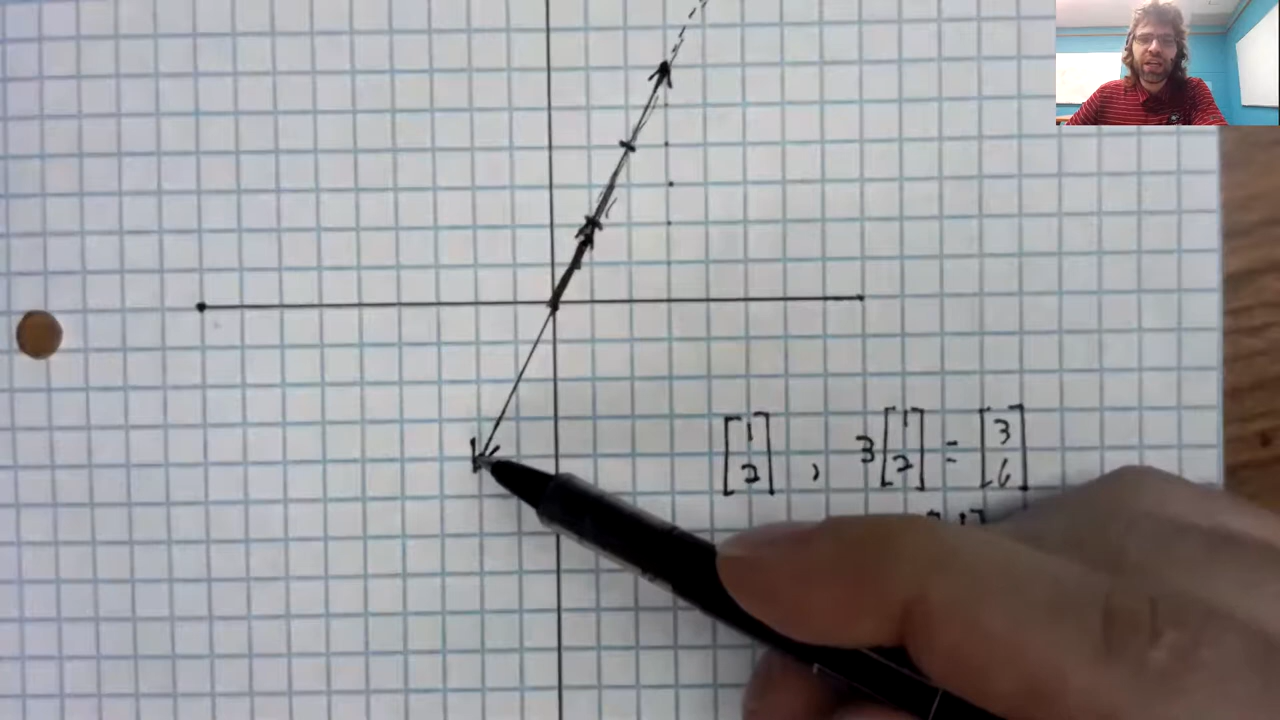 [1 2] , 3[1 2] = [3 6]